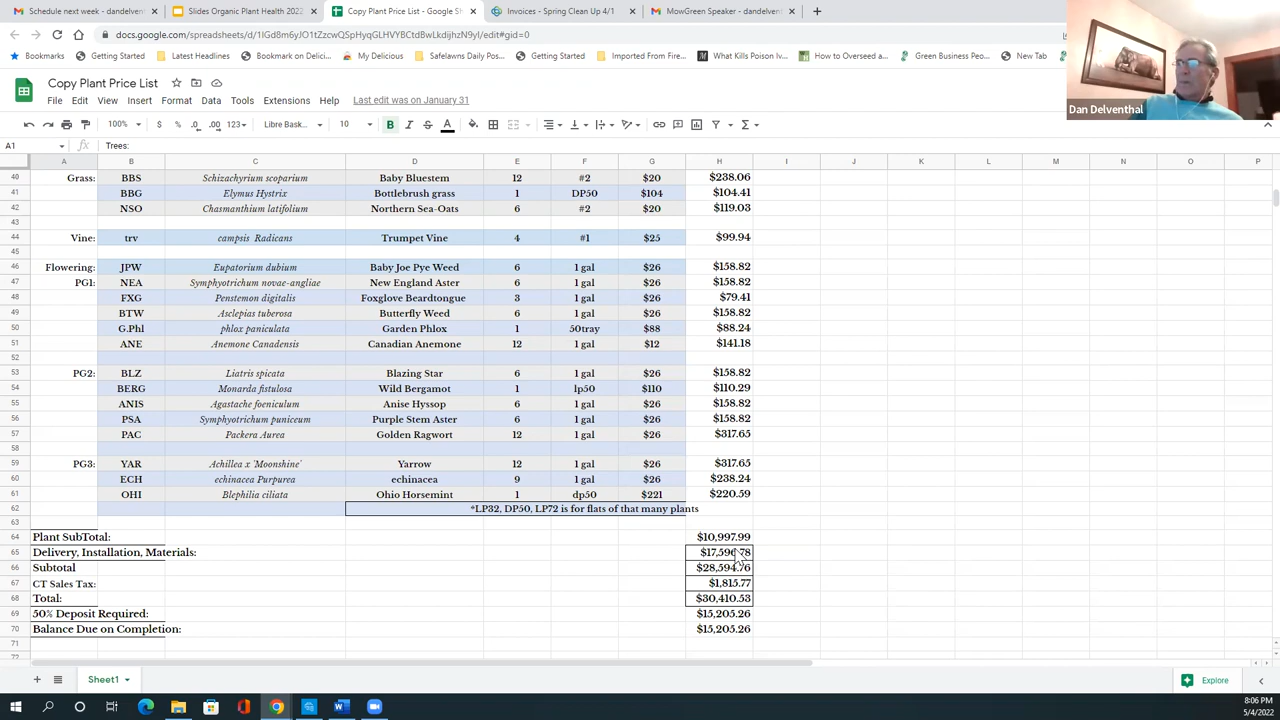 Schedule next week - dandelven
Slides Organic Plant Health 2022
Copy Plant Price List - Google Sh
Invoices - Spring Clean Up 4/1
MowGreen Speaker - dandelvent
docs.google.com/spreadsheets/d/1IGd8m6yJO1tZzcwQSpHyqGLHVYBCtdBwLkdijhzN9yI/edit#gid=0
Bookmarks
Getting Started
Latest Headlines
Bookmark on Delici
My Delicious
Safelawns Daily Post
Getting Started
Imported From Fire
What Kills Poison Iv
How to Overseed a
Green Business Peo
New Tab
Copy Plant Price List
File Edit View Insert Format Data Tools Extensions Help Last edit was on January 31
100% $ % .0 .00 123 Libre Bask... 10 B I S A
A1 fx Trees:
A B C D E F G H I J K L M N O P
40 Grass: BBS Schizachyrium scoparium Baby Bluestem 12 #2 $20 $238.06
41 BBG Elymus Hystrix Bottlebrush grass 1 DP50 $104 $104.41
42 NSO Chasmanthium latifolium Northern Sea-Oats 6 #2 $20 $119.03
43
44 Vine: trv campsis Radicans Trumpet Vine 4 #1 $25 $99.94
45
46 Flowering: JPW Eupatorium dubium Baby Joe Pye Weed 6 1 gal $26 $158.82
47 PG1: NEA Symphyotrichum novae-angliae New England Aster 6 1 gal $26 $158.82
48 FXG Penstemon digitalis Foxglove Beardtongue 3 1 gal $26 $79.41
49 BTW Asclepias tuberosa Butterfly Weed 6 1 gal $26 $158.82
50 G.Phl phlox paniculata Garden Phlox 1 50tray $88 $88.24
51 ANE Anemone Canadensis Canadian Anemone 12 1 gal $12 $141.18
52
53 PG2: BLZ Liatris spicata Blazing Star 6 1 gal $26 $158.82
54 BERG Monarda fistulosa Wild Bergamot 1 lp50 $110 $110.29
55 ANIS Agastache foeniculum Anise Hyssop 6 1 gal $26 $158.82
56 PSA Symphyotrichum puniceum Purple Stem Aster 6 1 gal $26 $158.82
57 PAC Packera Aurea Golden Ragwort 12 1 gal $26 $317.65
58
59 PG3: YAR Achillea x 'Moonshine' Yarrow 12 1 gal $26 $317.65
60 ECH echinacea Purpurea echinacea 9 1 gal $26 $238.24
61 OHI Blephilia ciliata Ohio Horsemint 1 dp50 $221 $220.59
62 *LP32, DP50, LP72 is for flats of that many plants
63
64 Plant SubTotal: $10,997.99
65 Delivery, Installation, Materials: $17,596.78
66 Subtotal $28,594.76
67 CT Sales Tax: $1,815.77
68 Total: $30,410.53
69 50% Deposit Required: $15,205.26
70 Balance Due on Completion: $15,205.26
71
72
Sheet1
Explore
8:06 PM
5/4/2022
Dan Delventhal